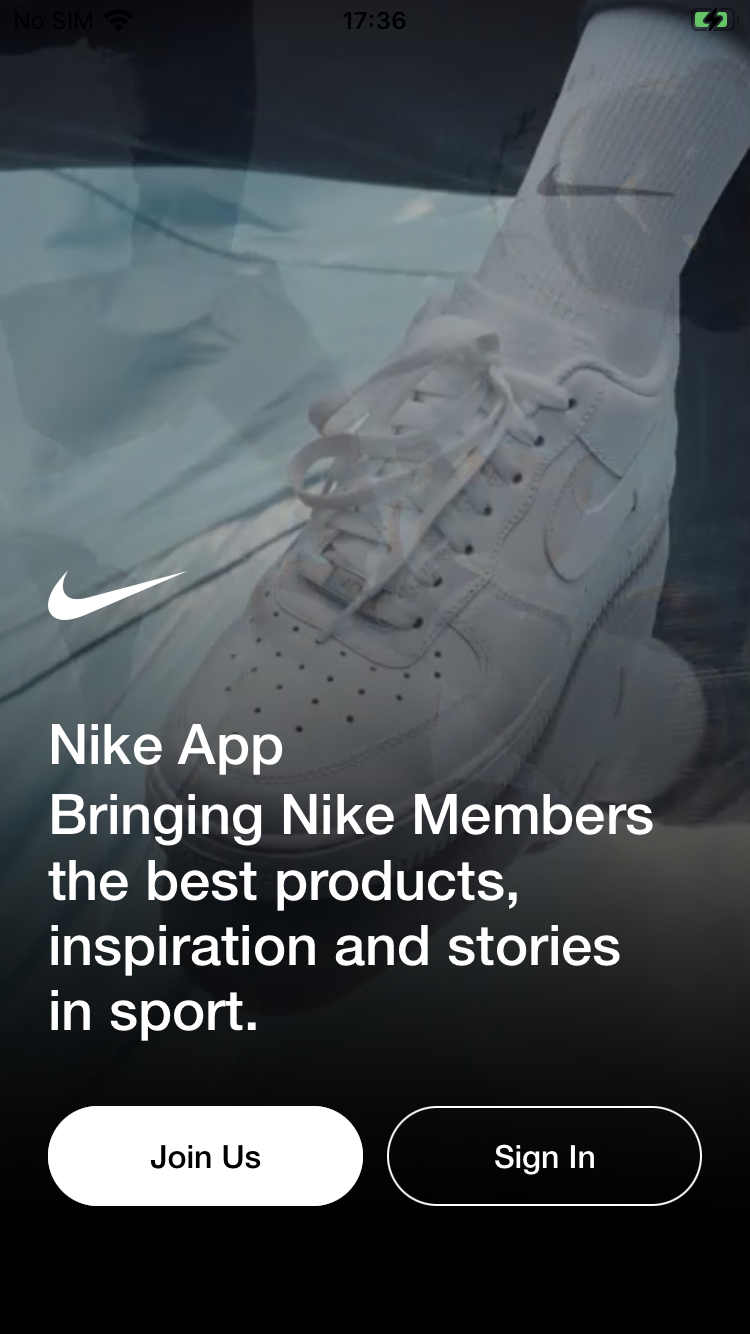 No SIM 17:36
Nike App
Bringing Nike Members
the best products,
inspiration and stories
in sport.
Join Us Sign In